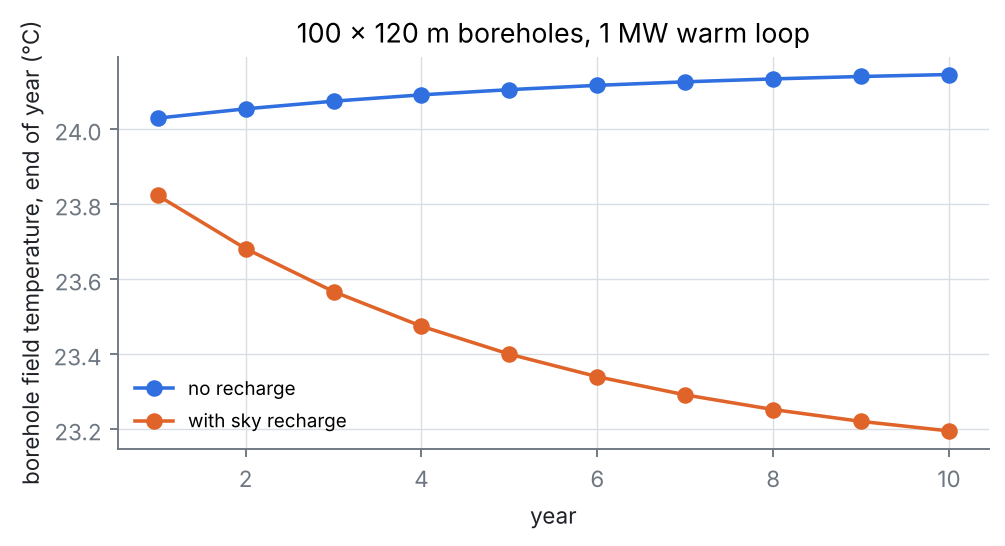 100 × 120 m boreholes, 1 MW warm loop
borehole field temperature, end of year (°C)
24.0
23.8
23.6
23.4
23.2
no recharge
with sky recharge
2 4 6 8 10
year